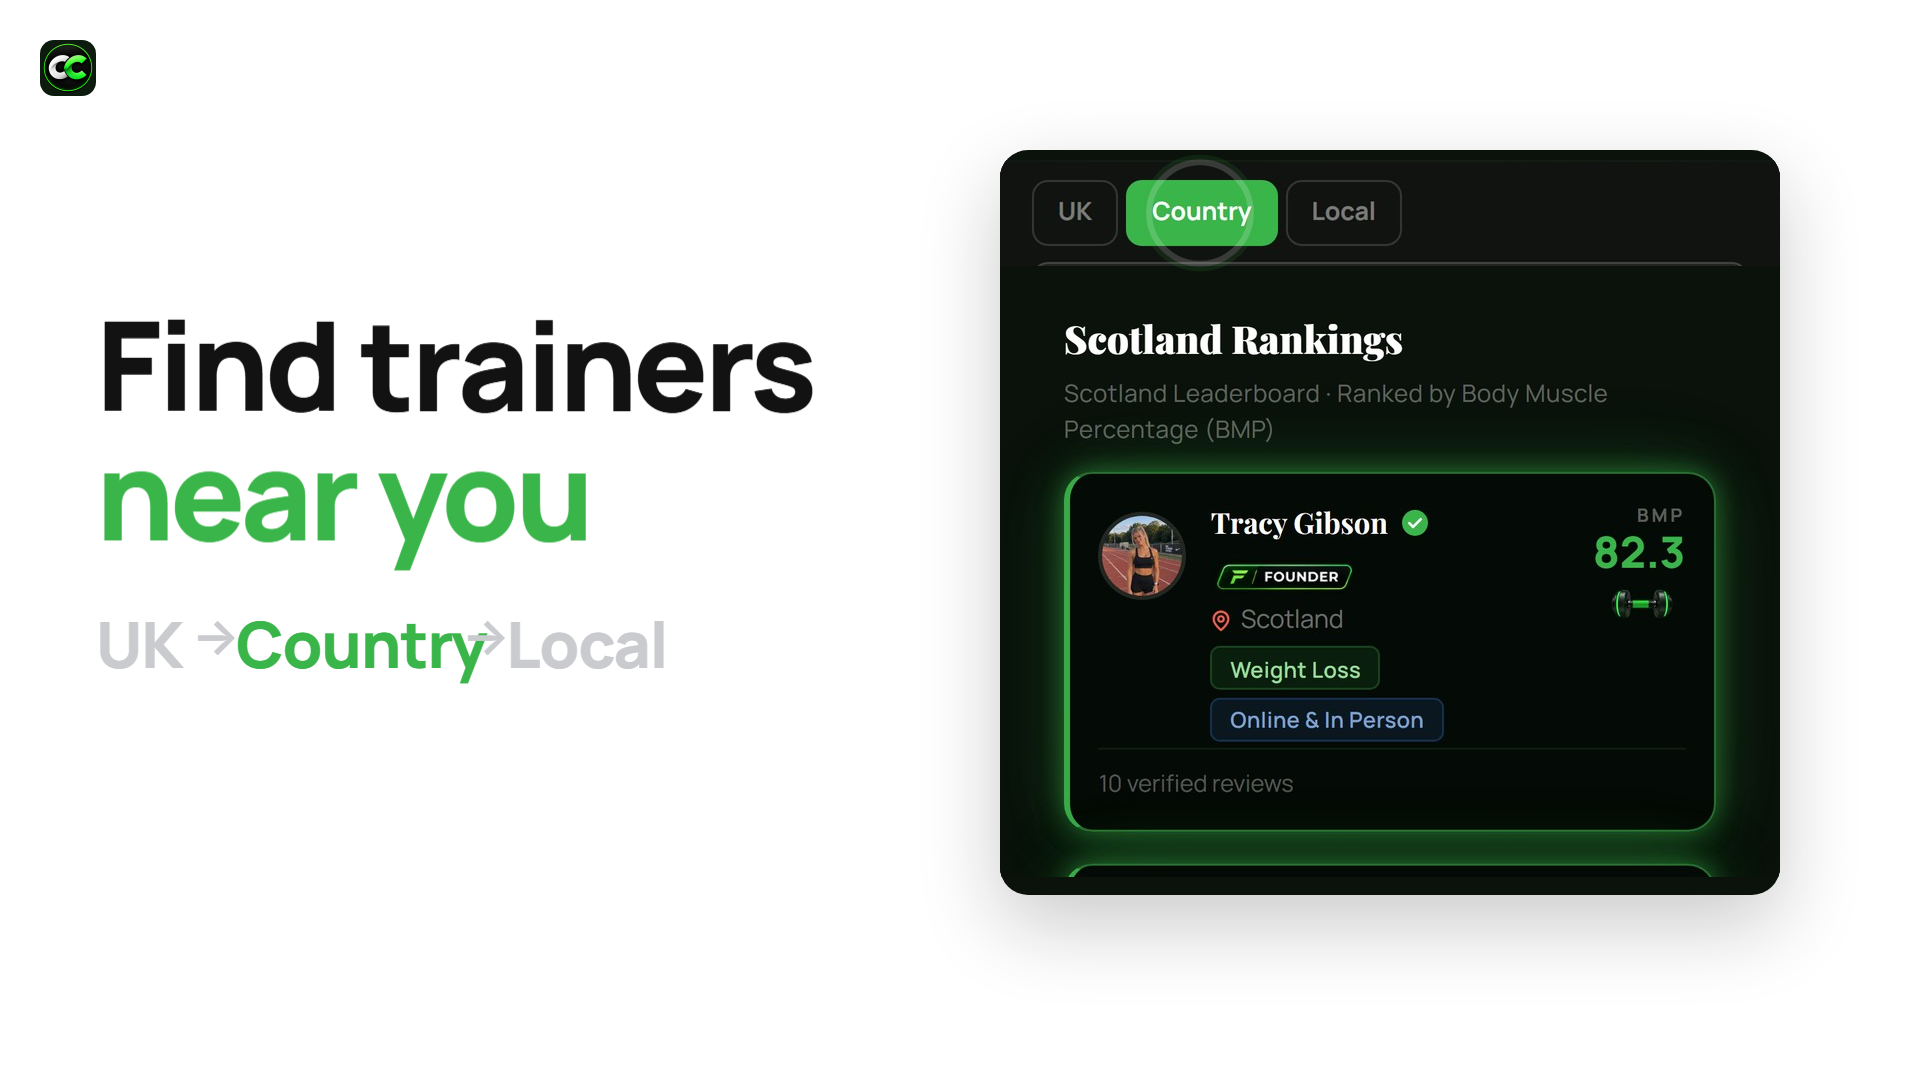 CC
Find trainers
near you
UK → Country → Local
UK
Country
Local
Scotland Rankings
Scotland Leaderboard · Ranked by Body Muscle
Percentage (BMP)
Tracy Gibson
BMP
82.3
F / FOUNDER
Scotland
Weight Loss
Online & In Person
10 verified reviews